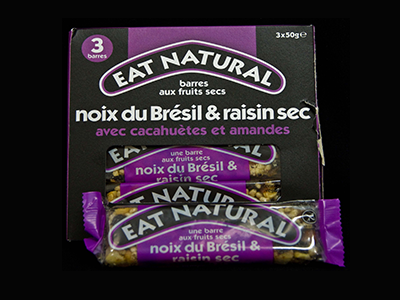 3
barres
3x50g℮
EAT NATURAL
barres
aux fruits secs
noix du Brésil & raisin sec
avec cacahuètes et amandes
une barre
aux fruits secs
noix du Brésil &
raisin sec
EAT NATURAL
EAT NATURAL
une barre
aux fruits secs
noix du Brésil &
raisin sec